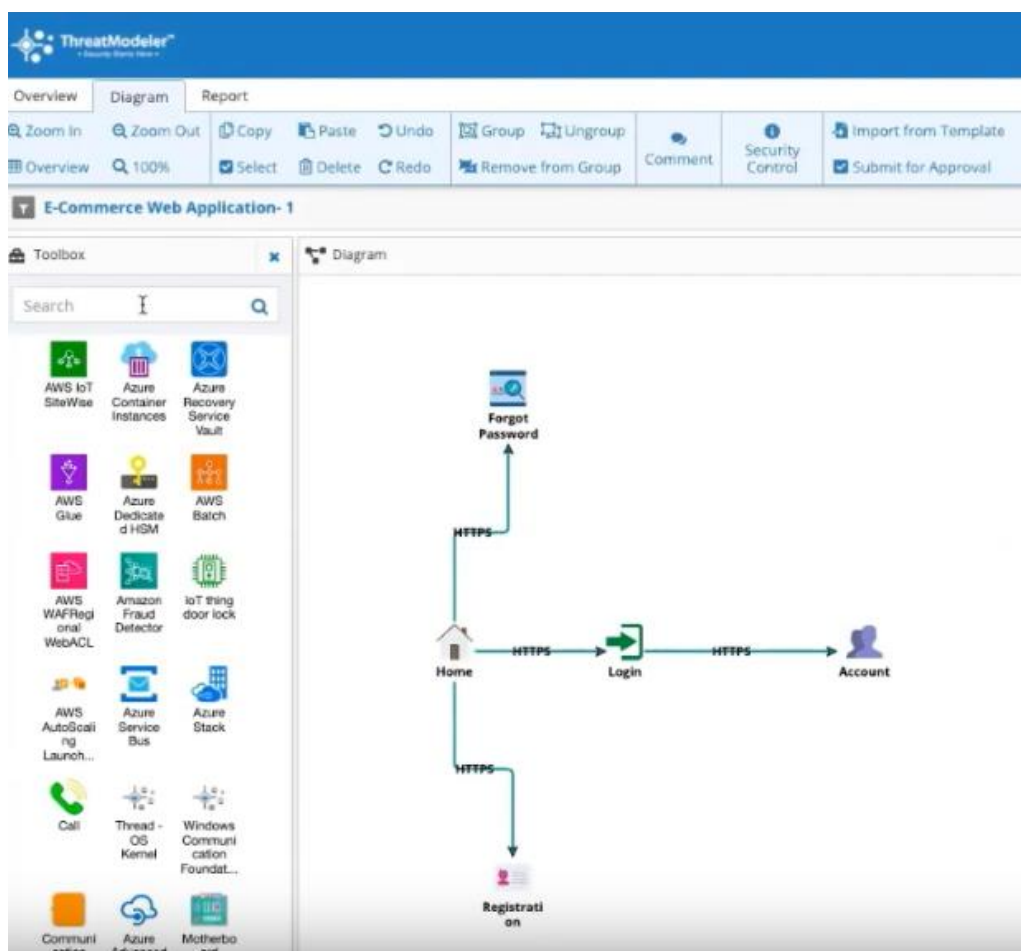 ThreatModeler™
Overview Diagram Report
Zoom In Zoom Out Copy Paste Undo Group Ungroup Comment Security Control Import from Template
Overview 100% Select Delete Redo Remove from Group Submit for Approval
E-Commerce Web Application- 1
Toolbox
Diagram
Search
AWS IoT
SiteWise
Azure
Container
Instances
Azure
Recovery
Service
Vault
AWS
Glue
Azure
Dedicate
d HSM
AWS
Batch
AWS
WAFRegi
onal
WebACL
Amazon
Fraud
Detector
IoT thing
door lock
AWS
AutoScali
ng
Launch...
Azure
Service
Bus
Azure
Stack
Call
Thread -
OS
Kernel
Windows
Communi
cation
Foundat...
Communi
Azure
Motherbo
Forgot
Password
HTTPS
Home
HTTPS
Login
HTTPS
Account
HTTPS
Registrati
on